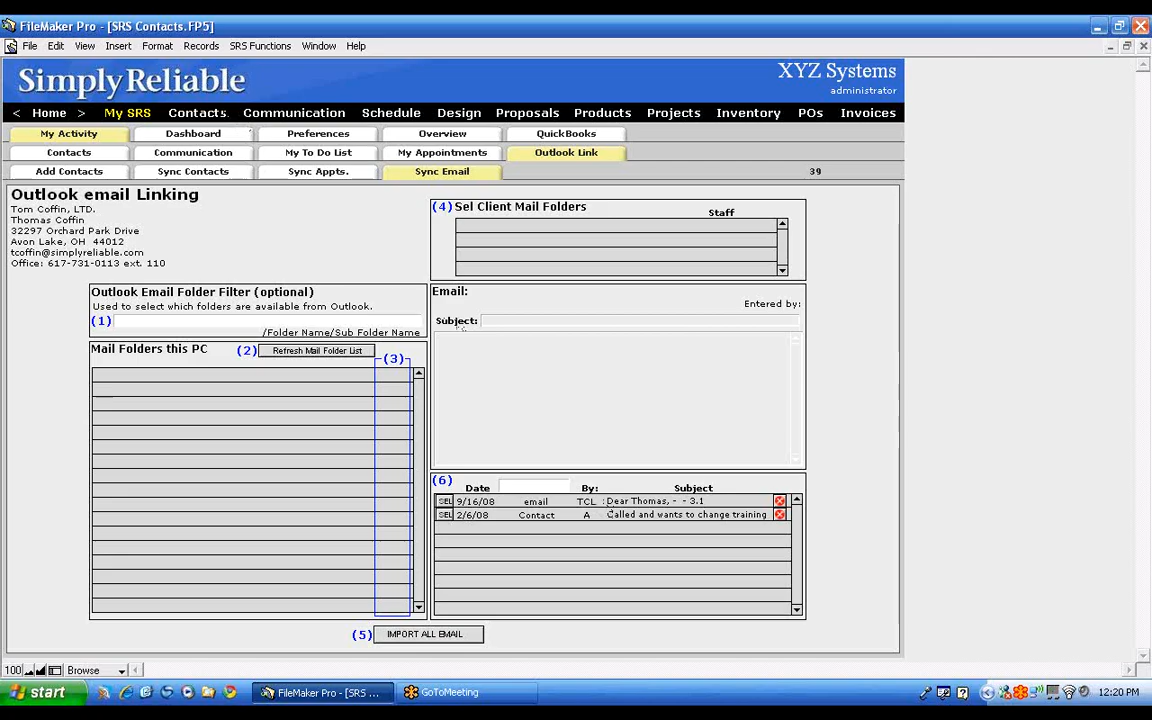 FileMaker Pro - [SRS Contacts.FP5]
File Edit View Insert Format Records SRS Functions Window Help
SimplyReliable
XYZ Systems
administrator
< Home > My SRS Contacts Communication Schedule Design Proposals Products Projects Inventory POs Invoices
My Activity Dashboard Preferences Overview QuickBooks
Contacts Communication My To Do List My Appointments Outlook Link
Add Contacts Sync Contacts Sync Appts. Sync Email 39
Outlook email Linking
Tom Coffin, LTD.
Thomas Coffin
32297 Orchard Park Drive
Avon Lake, OH 44012
tcoffin@simplyreliable.com
Office: 617-731-0113 ext. 110
(4) Sel Client Mail Folders
Staff
Outlook Email Folder Filter (optional)
Used to select which folders are available from Outlook.
(1)
/Folder Name/Sub Folder Name
Email:
Entered by:
Subject:
Mail Folders this PC (2) Refresh Mail Folder List
(3)
(6) Date By: Subject
SEL 9/16/08 email TCL : Dear Thomas, - - 3.1
SEL 2/6/08 Contact A Called and wants to change training
(5) IMPORT ALL EMAIL
100 Browse
start FileMaker Pro - [SRS ... GoToMeeting 12:20 PM